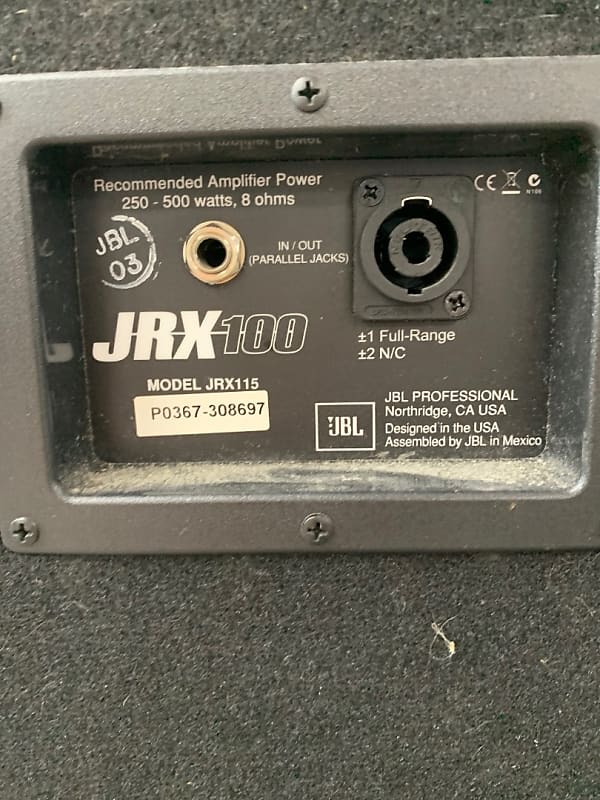 Recommended Amplifier Power
250 - 500 watts, 8 ohms
JBL
03
IN / OUT
(PARALLEL JACKS)
CE
N108
JRX100
±1 Full-Range
±2 N/C
MODEL JRX115
P0367-308697
JBL
JBL PROFESSIONAL
Northridge, CA USA
Designed in the USA
Assembled by JBL in Mexico